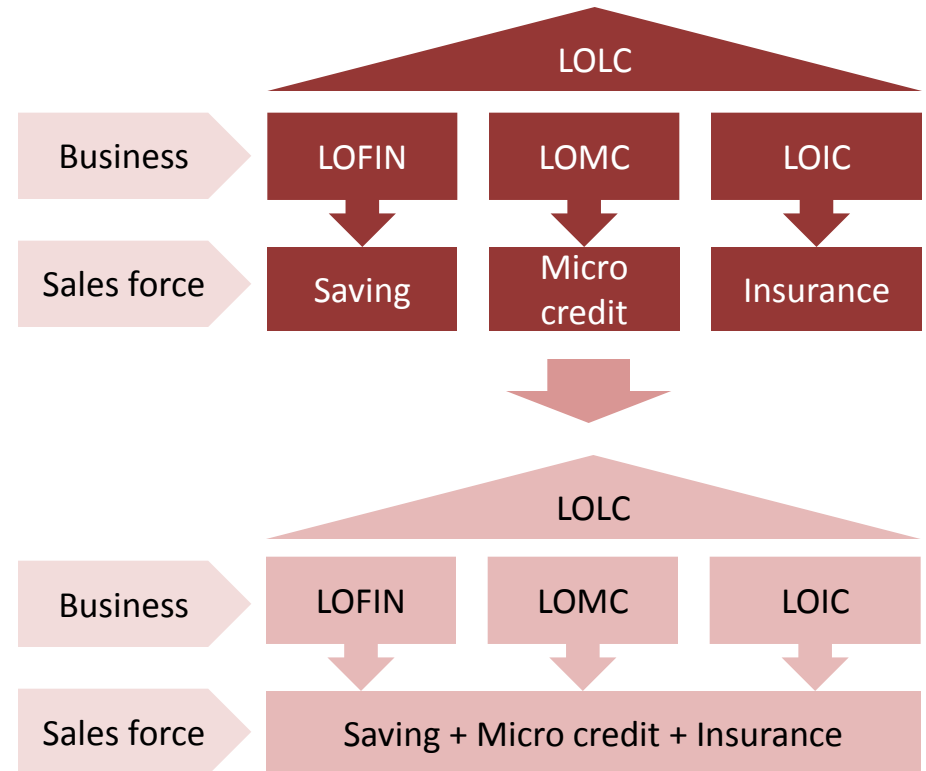 LOLC
Business
LOFIN
LOMC
LOIC
Sales force
Saving
Micro
credit
Insurance
LOLC
Business
LOFIN
LOMC
LOIC
Sales force
Saving + Micro credit + Insurance